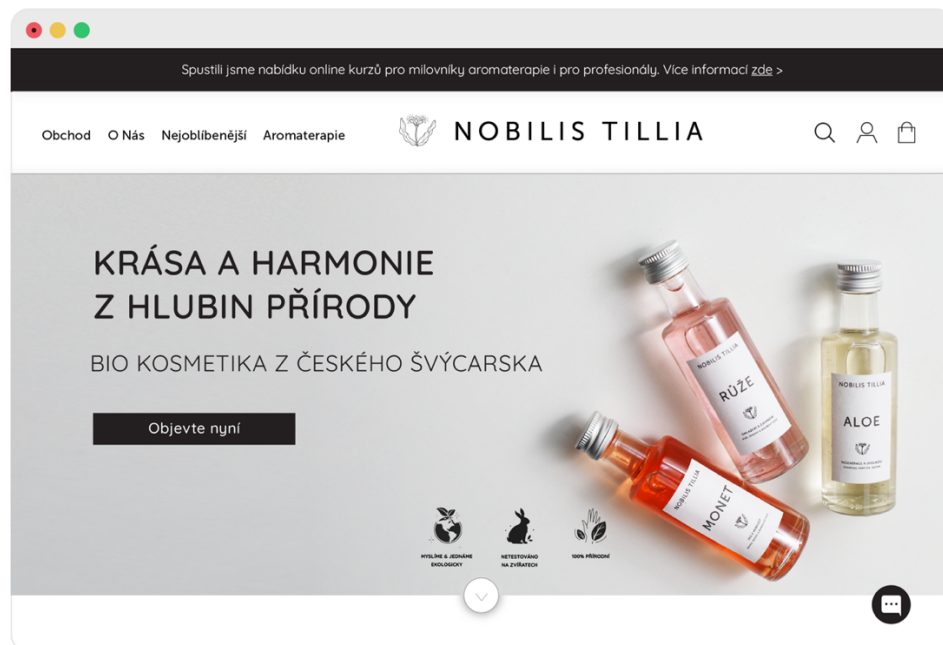 Spustili jsme nabídku online kurzů pro milovníky aromaterapie i pro profesionály. Více informací zde >
Obchod O Nás Nejoblíbenější Aromaterapie
NOBILIS TILLIA
KRÁSA A HARMONIE
Z HLUBIN PŘÍRODY
BIO KOSMETIKA Z ČESKÉHO ŠVÝCARSKA
Objevte nyní
NOBILIS TILLIA
RŮŽE
NOBILIS TILLIA
ALOE
NOBILIS TILLIA
MONET
MYSLÍME & JEDNÁME
EKOLOGICKY
NETESTOVÁNO
NA ZVÍŘATECH
100% PŘÍRODNÍ